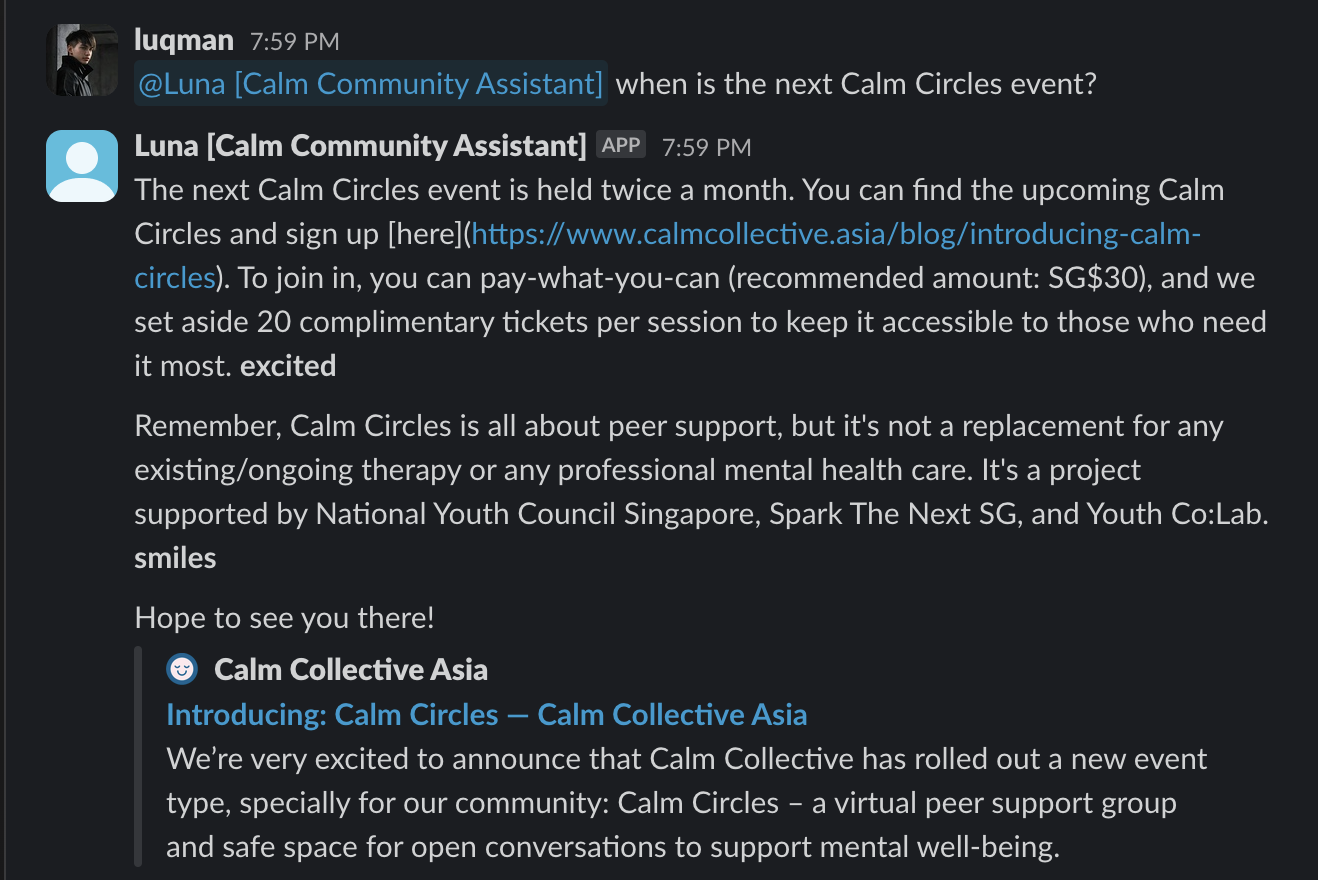 luqman 7:59 PM
@Luna [Calm Community Assistant] when is the next Calm Circles event?
Luna [Calm Community Assistant] APP 7:59 PM
The next Calm Circles event is held twice a month. You can find the upcoming Calm
Circles and sign up [here](https://www.calmcollective.asia/blog/introducing-calm-
circles). To join in, you can pay-what-you-can (recommended amount: SG$30), and we
set aside 20 complimentary tickets per session to keep it accessible to those who need
it most. excited
Remember, Calm Circles is all about peer support, but it's not a replacement for any
existing/ongoing therapy or any professional mental health care. It's a project
supported by National Youth Council Singapore, Spark The Next SG, and Youth Co:Lab.
smiles
Hope to see you there!
Calm Collective Asia
Introducing: Calm Circles — Calm Collective Asia
We’re very excited to announce that Calm Collective has rolled out a new event
type, specially for our community: Calm Circles – a virtual peer support group
and safe space for open conversations to support mental well-being.